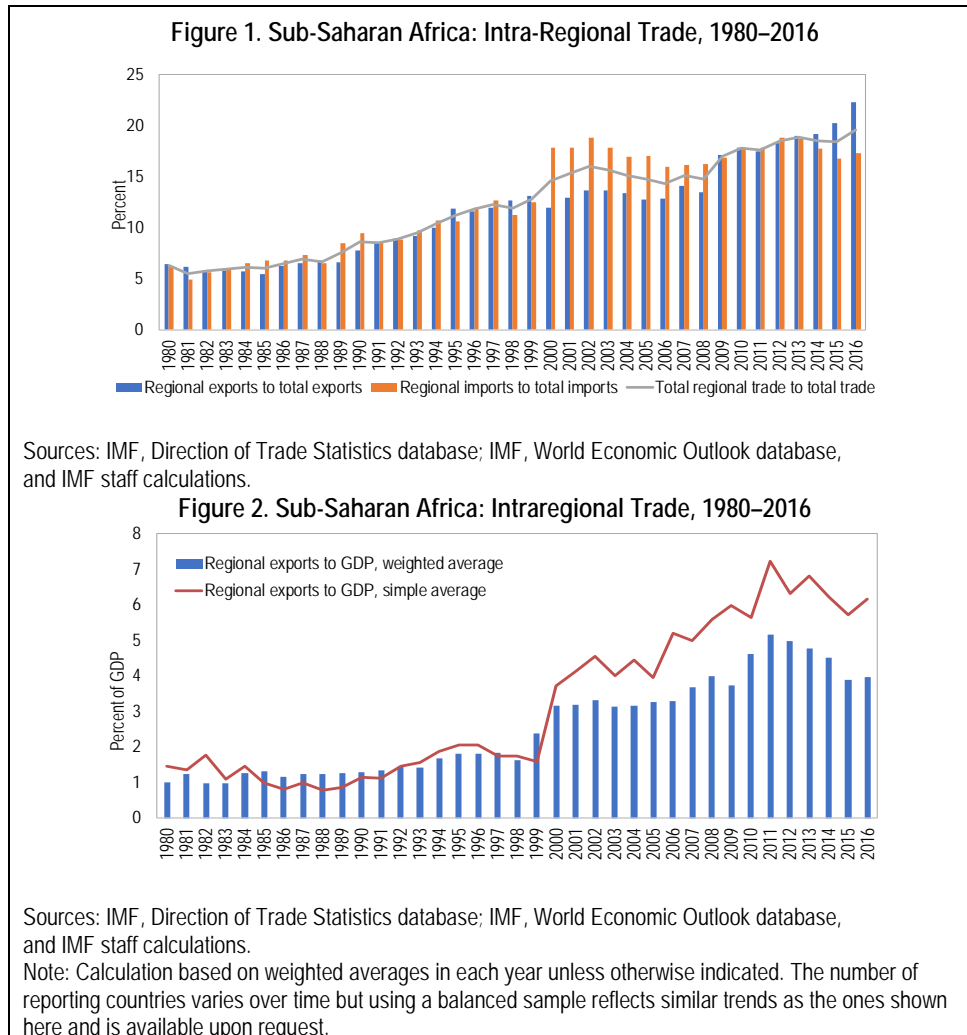 Figure 1. Sub-Saharan Africa: Intra-Regional Trade, 1980–2016
25
20
15
10
5
0
Percent
1980 1981 1982 1983 1984 1985 1986 1987 1988 1989 1990 1991 1992 1993 1994 1995 1996 1997 1998 1999 2000 2001 2002 2003 2004 2005 2006 2007 2008 2009 2010 2011 2012 2013 2014 2015 2016
Regional exports to total exports Regional imports to total imports Total regional trade to total trade
Sources: IMF, Direction of Trade Statistics database; IMF, World Economic Outlook database,
and IMF staff calculations.
Figure 2. Sub-Saharan Africa: Intraregional Trade, 1980–2016
8
7
6
5
4
3
2
1
0
Percent of GDP
Regional exports to GDP, weighted average
Regional exports to GDP, simple average
1980 1981 1982 1983 1984 1985 1986 1987 1988 1989 1990 1991 1992 1993 1994 1995 1996 1997 1998 1999 2000 2001 2002 2003 2004 2005 2006 2007 2008 2009 2010 2011 2012 2013 2014 2015 2016
Sources: IMF, Direction of Trade Statistics database; IMF, World Economic Outlook database,
and IMF staff calculations.
Note: Calculation based on weighted averages in each year unless otherwise indicated. The number of
reporting countries varies over time but using a balanced sample reflects similar trends as the ones shown
here and is available upon request.